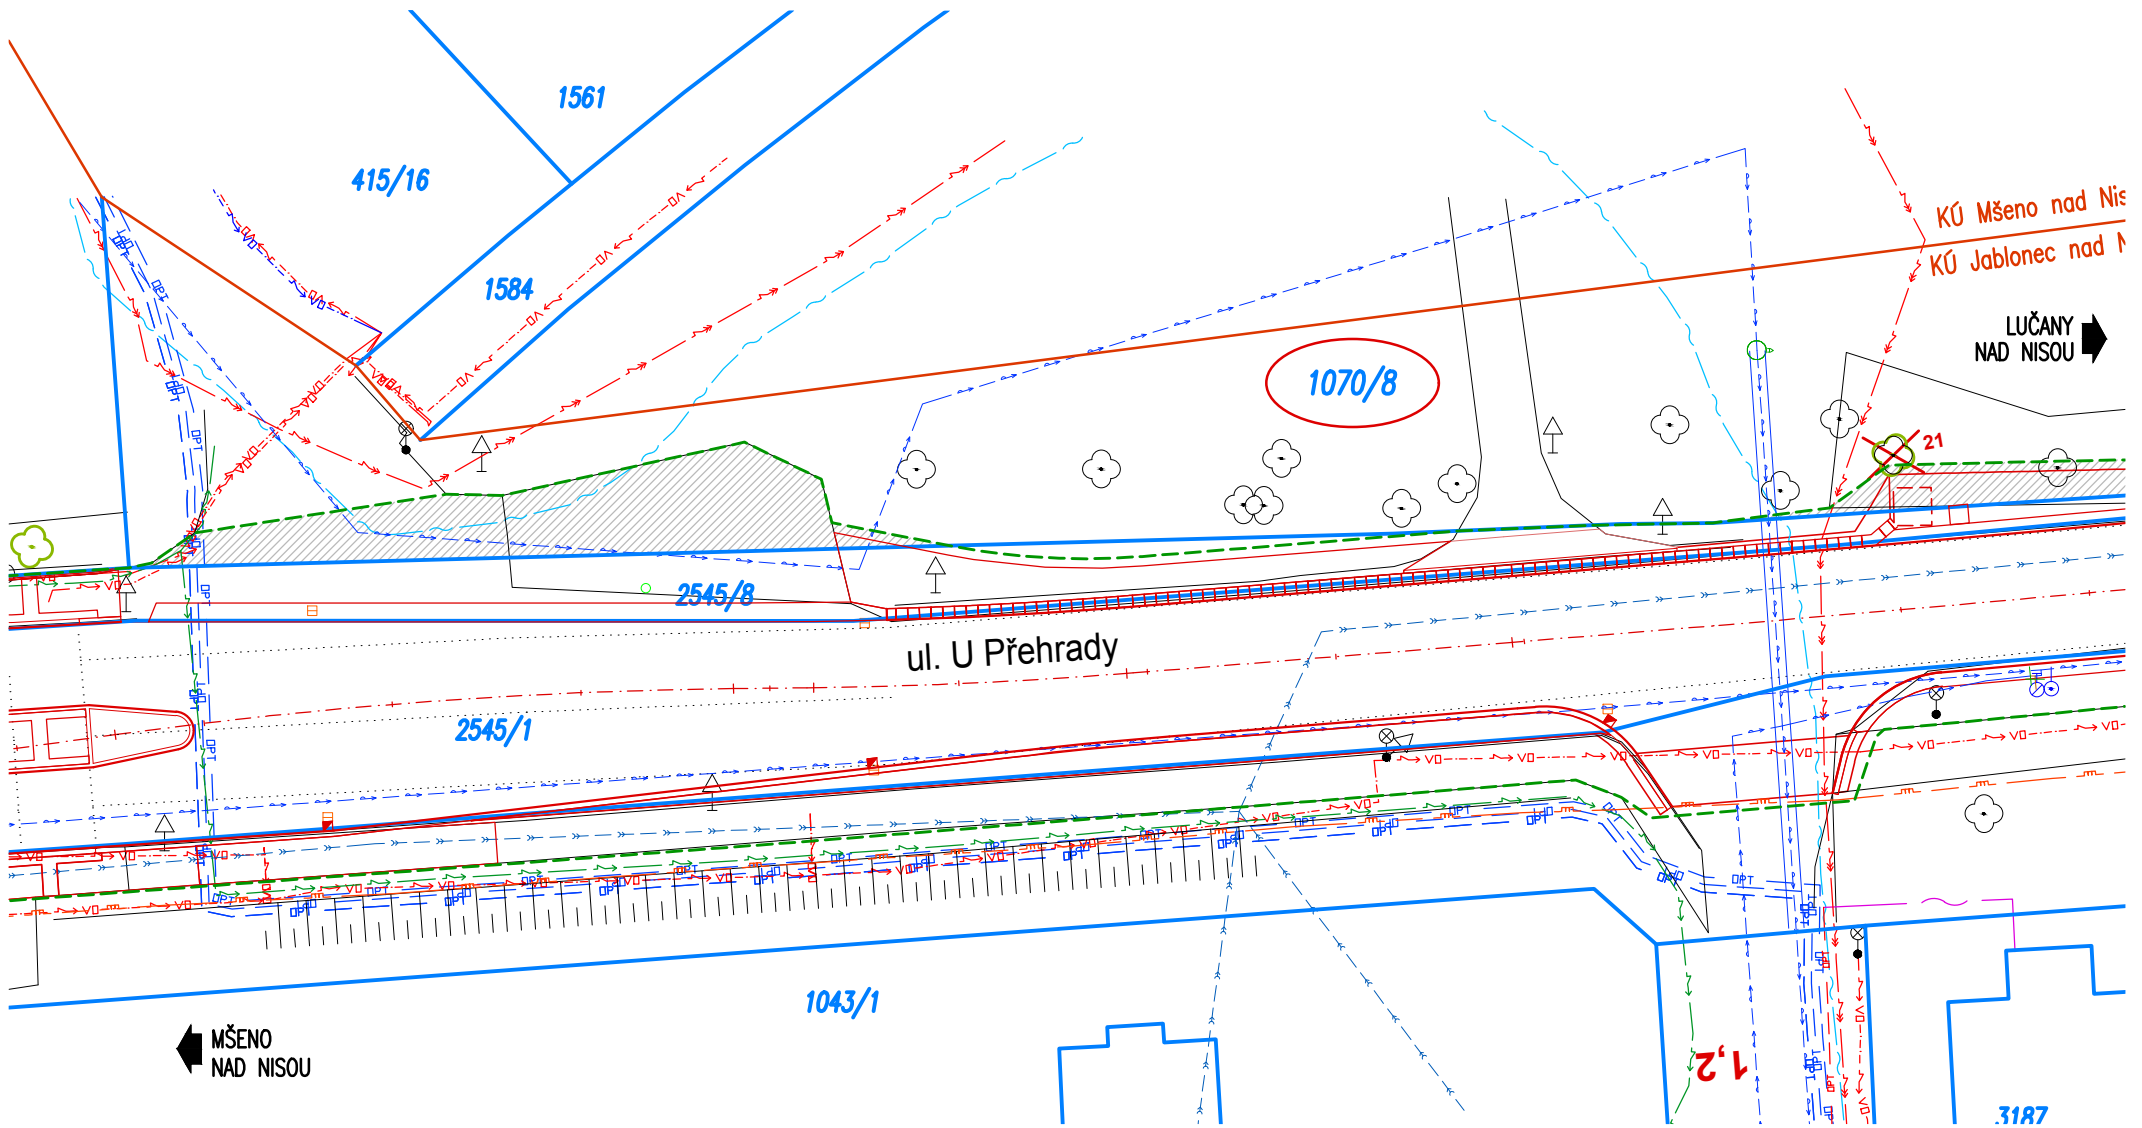 1561
415/16
1584
KÚ Mšeno nad Nis
KÚ Jablonec nad N
LUČANY
NAD NISOU
1070/8
21
2545/8
ul. U Přehrady
2545/1
1043/1
MŠENO
NAD NISOU
1,2
3187